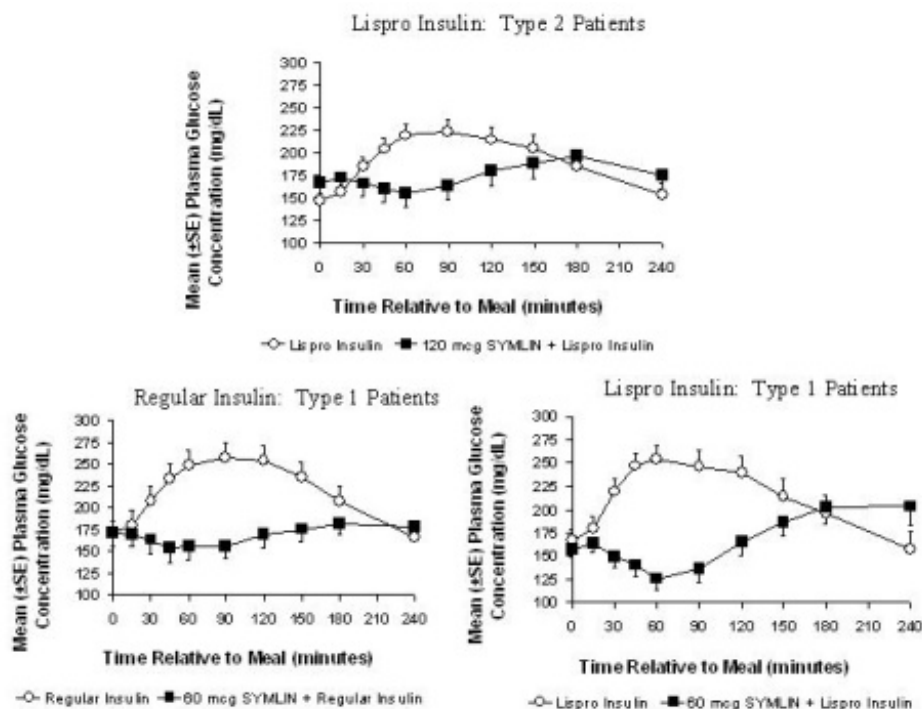 Lispro Insulin: Type 2 Patients
Mean (±SE) Plasma Glucose
Concentration (mg/dL)
300
275
250
225
200
175
150
125
100
0 30 60 90 120 150 180 210 240
Time Relative to Meal (minutes)
Lispro Insulin 120 mcg SYMLIN + Lispro Insulin
Regular Insulin: Type 1 Patients
Mean (±SE) Plasma Glucose
Concentration (mg/dL)
300
275
250
225
200
175
150
125
100
0 30 60 90 120 150 180 210 240
Time Relative to Meal (minutes)
Regular Insulin 60 mcg SYMLIN + Regular Insulin
Lispro Insulin: Type 1 Patients
Mean (±SE) Plasma Glucose
Concentration (mg/dL)
300
275
250
225
200
175
150
125
100
0 30 60 90 120 150 180 210 240
Time Relative to Meal (minutes)
Lispro Insulin 60 mcg SYMLIN + Lispro Insulin